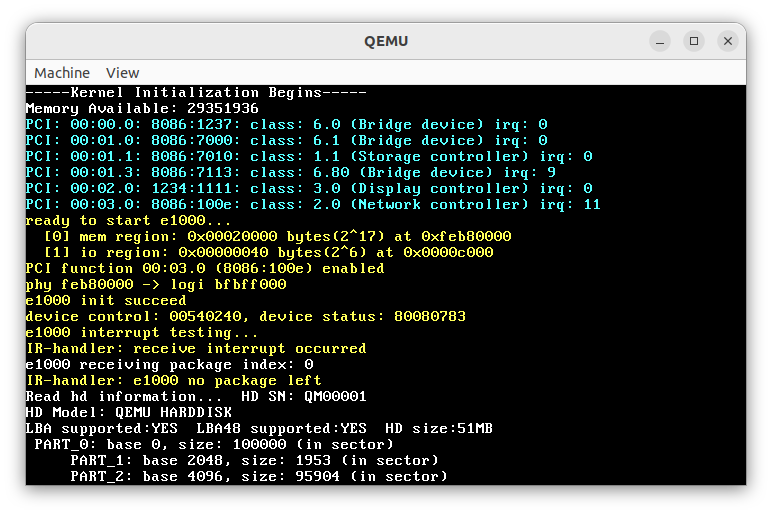 QEMU
Machine View
-----Kernel Initialization Begins-----
Memory Available: 29351936
PCI: 00:00.0: 8086:1237: class: 6.0 (Bridge device) irq: 0
PCI: 00:01.0: 8086:7000: class: 6.1 (Bridge device) irq: 0
PCI: 00:01.1: 8086:7010: class: 1.1 (Storage controller) irq: 0
PCI: 00:01.3: 8086:7113: class: 6.80 (Bridge device) irq: 9
PCI: 00:02.0: 1234:1111: class: 3.0 (Display controller) irq: 0
PCI: 00:03.0: 8086:100e: class: 2.0 (Network controller) irq: 11
ready to start e1000...
  [0] mem region: 0x00020000 bytes(2^17) at 0xfeb80000
  [1] io region: 0x00000040 bytes(2^6) at 0x0000c000
PCI function 00:03.0 (8086:100e) enabled
phy feb80000 -> logi bfbff000
e1000 init succeed
device control: 00540240, device status: 80080783
e1000 interrupt testing...
IR-handler: receive interrupt occurred
e1000 receiving package index: 0
IR-handler: e1000 no package left
Read hd information...  HD SN: QM00001
HD Model: QEMU HARDDISK
LBA supported:YES  LBA48 supported:YES  HD size:51MB
 PART_0: base 0, size: 100000 (in sector)
     PART_1: base 2048, size: 1953 (in sector)
     PART_2: base 4096, size: 95904 (in sector)